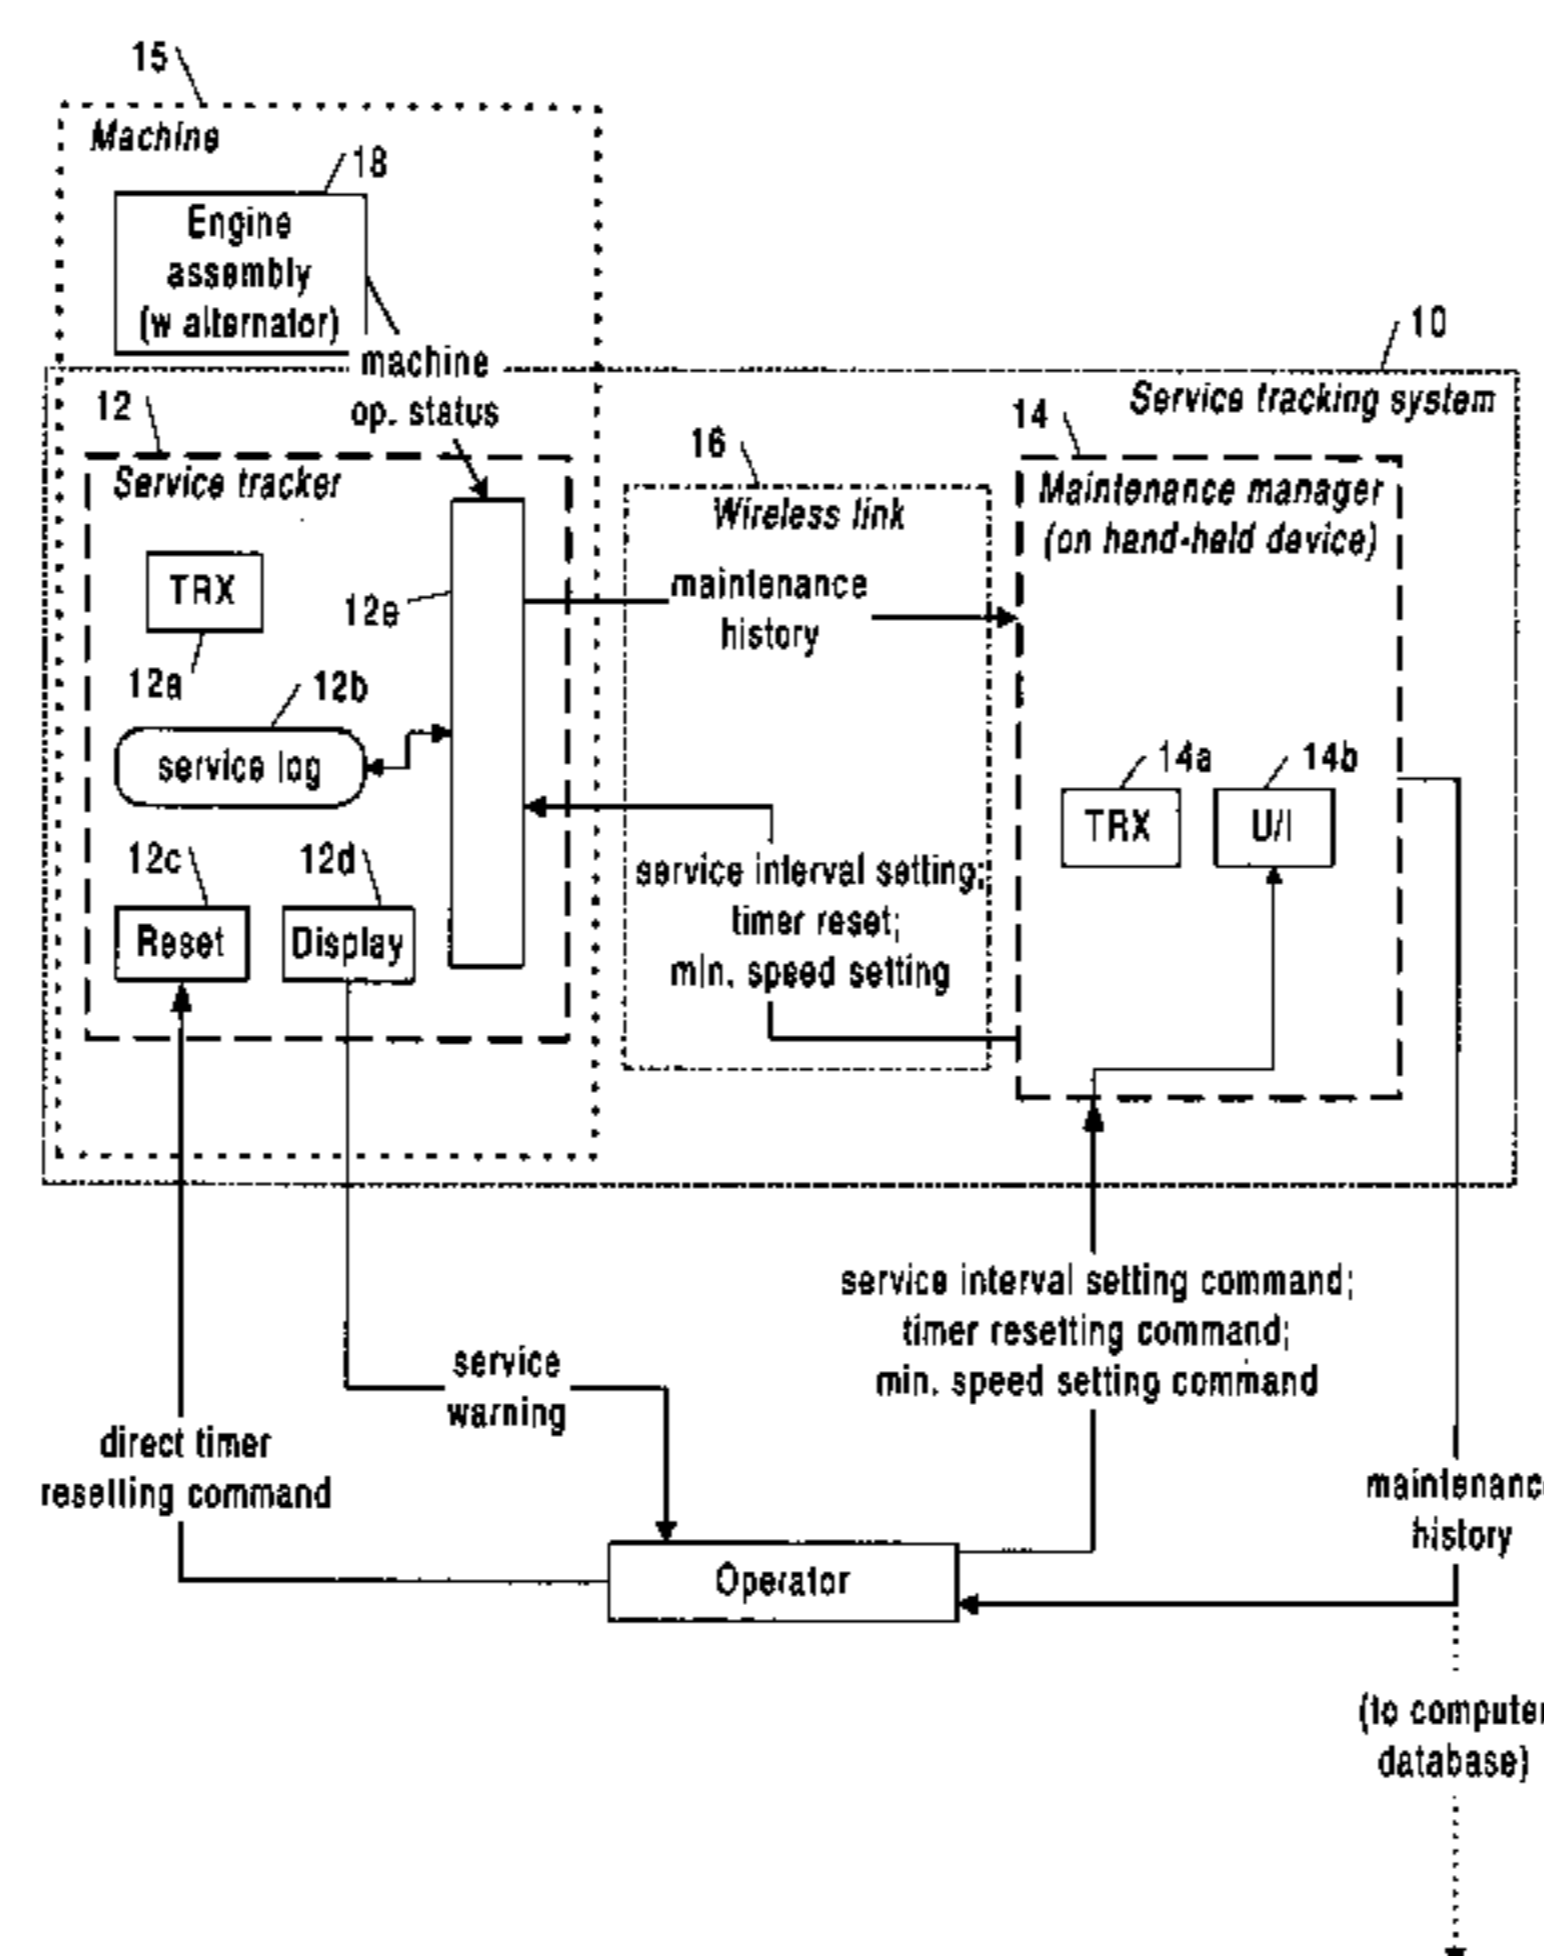 15
Machine
18
Engine
assembly
(w alternator)
machine
op. status
10
Service tracking system
12
Service tracker
14
16
Wireless link
Maintenance manager
(on hand-held device)
TRX
12a
12e
maintenance
history
12b
service log
14a
14b
TRX
U/I
12c
12d
Reset
Display
service interval setting;
timer reset;
min. speed setting
service interval setting command;
timer resetting command;
min. speed setting command
service
warning
direct timer
resetting command
maintenanc
history
Operator
(to computer
database)